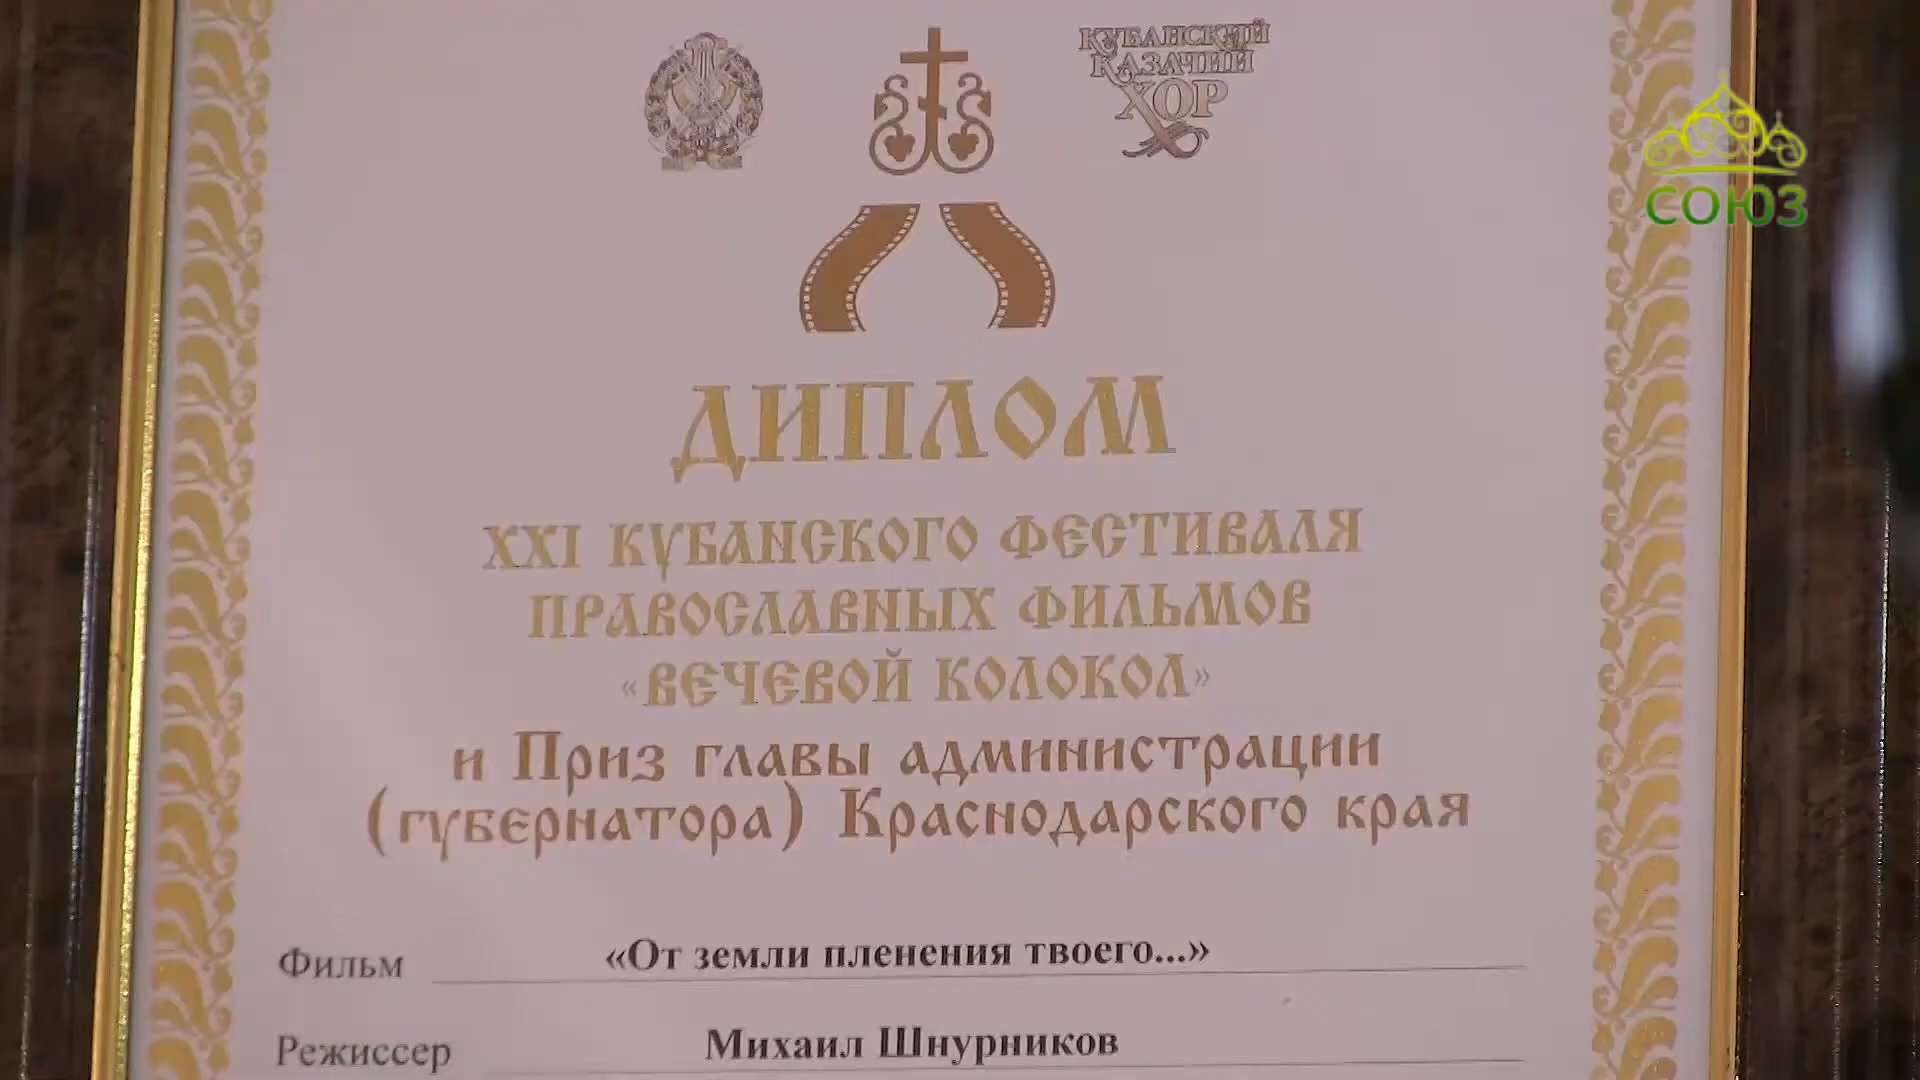 КУБАНСКИЙ
КАЗАЧИЙ
ХОР
СОЮЗ
ДИПЛОМ
XXI КУБАНСКОГО ФЕСТИВАЛЯ
ПРАВОСЛАВНЫХ ФИЛЬМОВ
«ВЕЧЕВОЙ КОЛОКОЛ»
и Приз главы администрации
(губернатора) Краснодарского края
Фильм «От земли пленения твоего...»
Режиссер Михаил Шнурников